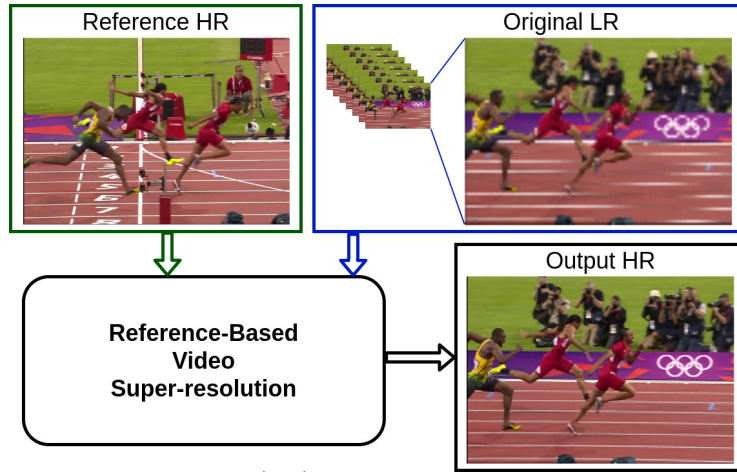 Reference HR
Original LR
Output HR
Reference-Based
Video
Super-resolution